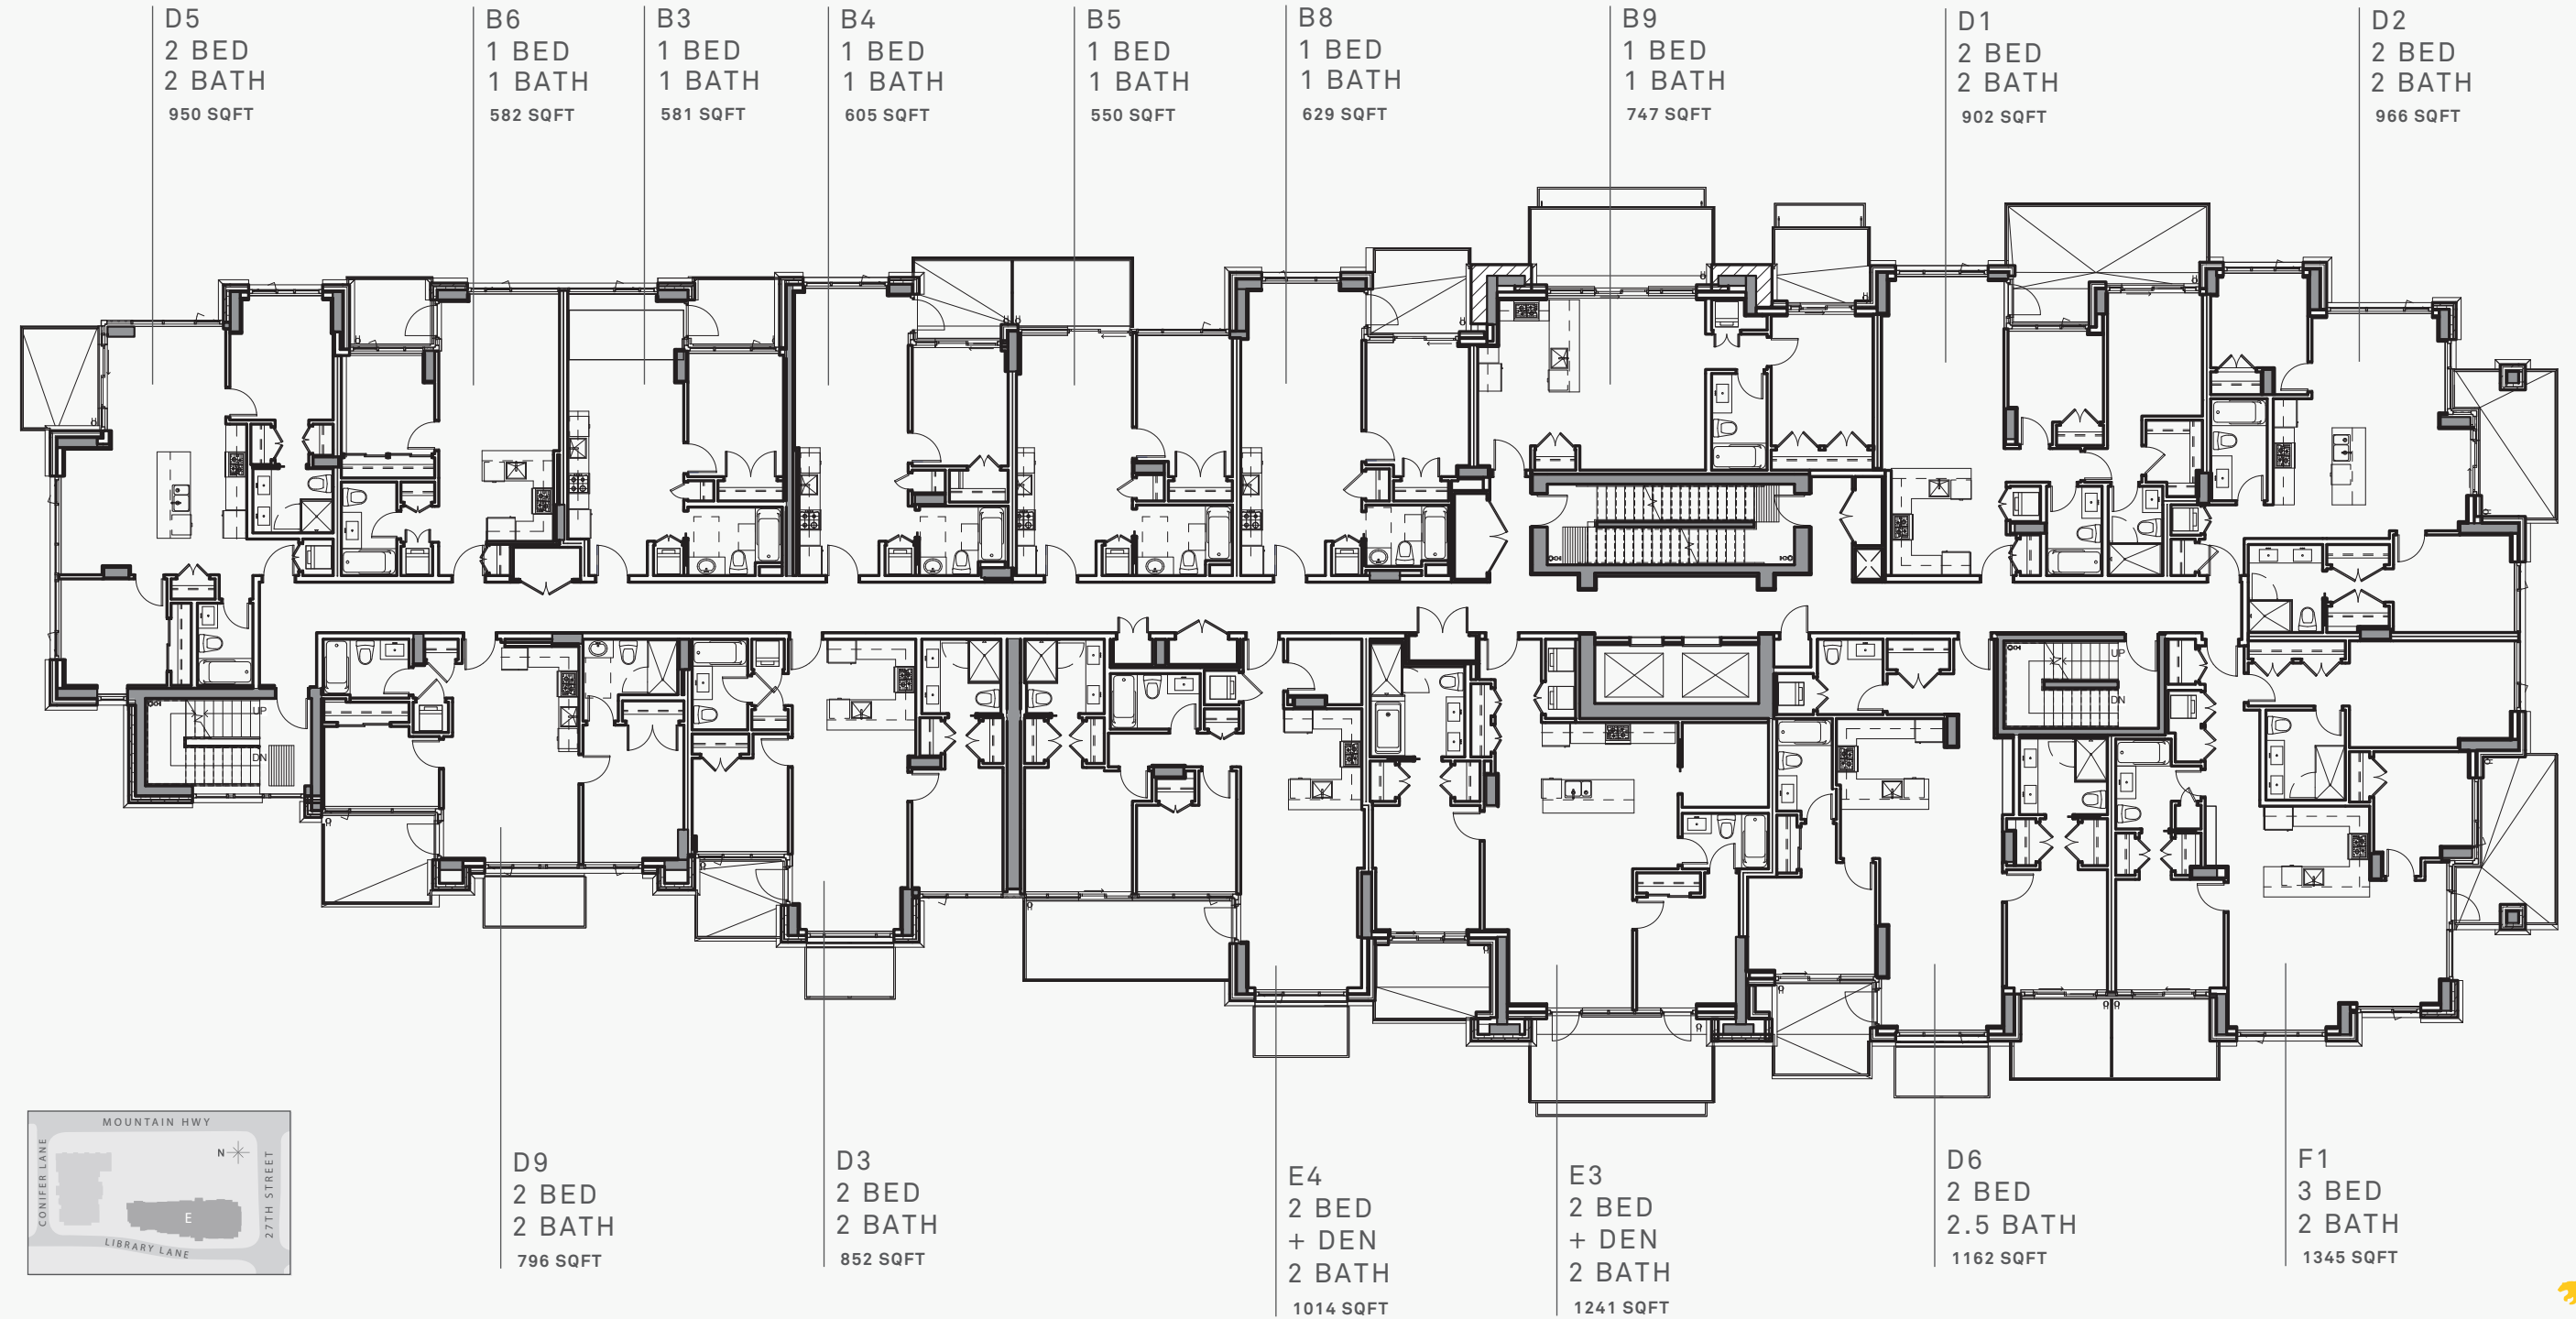 D5
2 BED
2 BATH
950 SQFT
B6
1 BED
1 BATH
582 SQFT
B3
1 BED
1 BATH
581 SQFT
B4
1 BED
1 BATH
605 SQFT
B5
1 BED
1 BATH
550 SQFT
B8
1 BED
1 BATH
629 SQFT
B9
1 BED
1 BATH
747 SQFT
D1
2 BED
2 BATH
902 SQFT
D2
2 BED
2 BATH
966 SQFT
UP
DN
UP
DN
MOUNTAIN HWY
CONIFER LANE
N
27TH STREET
E
LIBRARY LANE
D9
2 BED
2 BATH
796 SQFT
D3
2 BED
2 BATH
852 SQFT
E4
2 BED
+ DEN
2 BATH
1014 SQFT
E3
2 BED
+ DEN
2 BATH
1241 SQFT
D6
2 BED
2.5 BATH
1162 SQFT
F1
3 BED
2 BATH
1345 SQFT